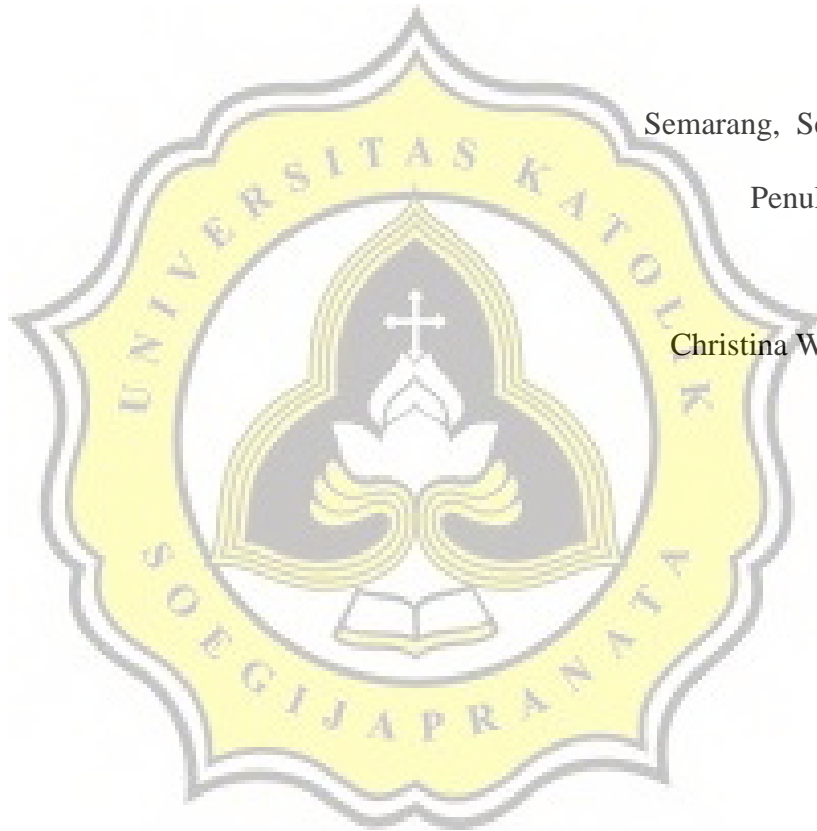 Semarang, Se
Penul
Christina W
UNIVERSITAS KATOLIK
SOEGIJAPRANATA